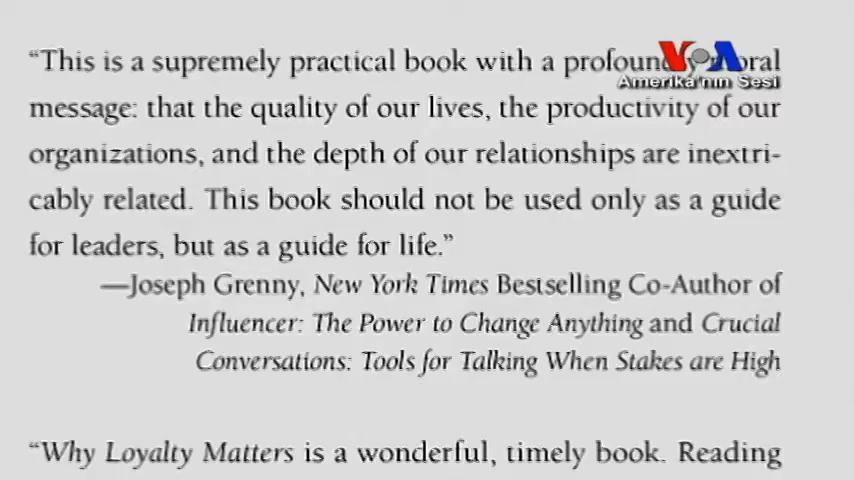 VOA
Amerika'nın Sesi
“This is a supremely practical book with a profoundly moral
message: that the quality of our lives, the productivity of our
organizations, and the depth of our relationships are inextri-
cably related. This book should not be used only as a guide
for leaders, but as a guide for life.”
—Joseph Grenny, New York Times Bestselling Co-Author of
Influencer: The Power to Change Anything and Crucial
Conversations: Tools for Talking When Stakes are High
“Why Loyalty Matters is a wonderful, timely book. Reading